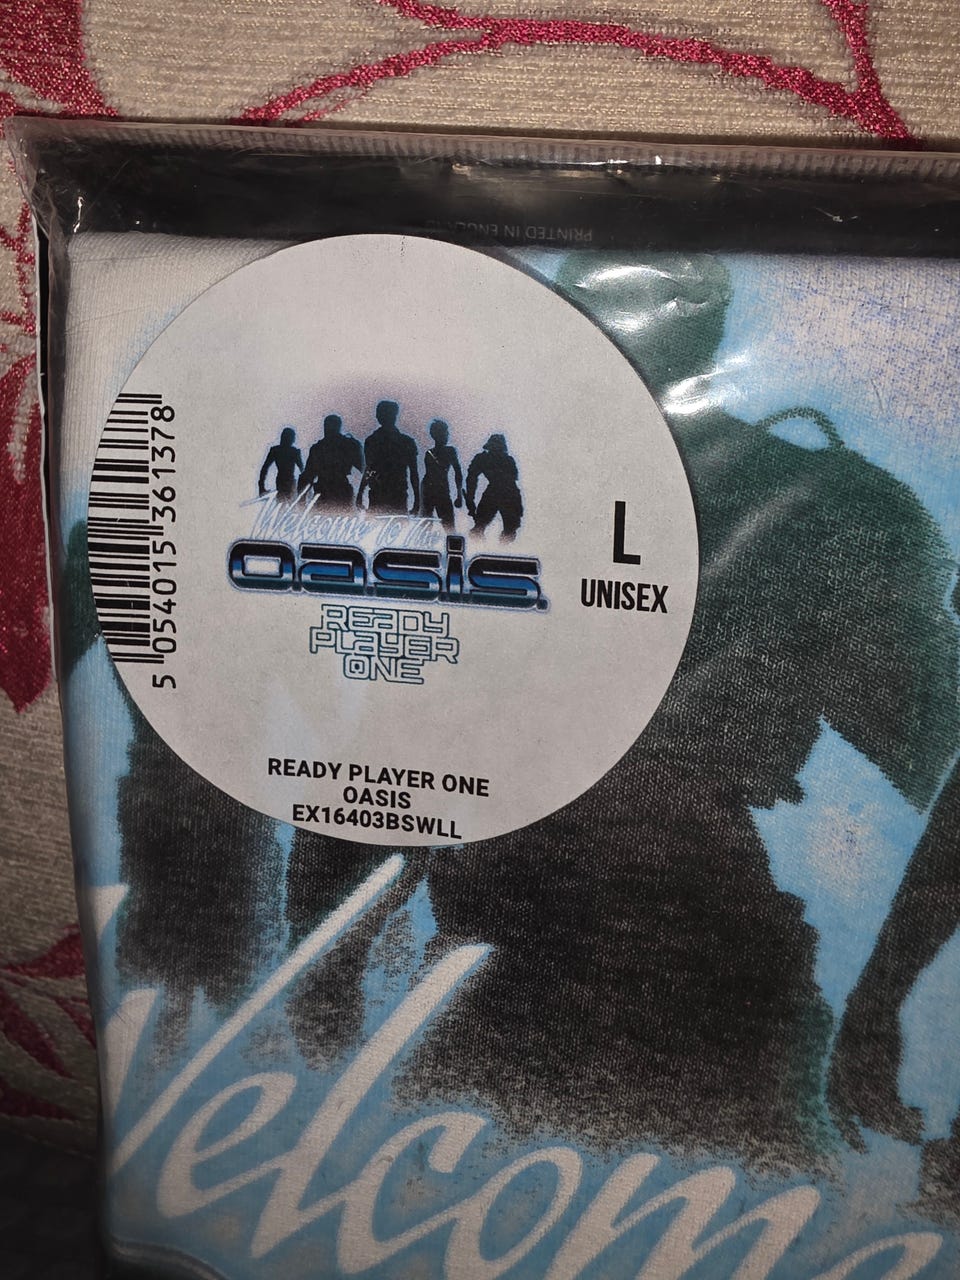 PRINTED IN ENGLAND
5 054015 361378
Welcome To The
oasis.
READY
PLAYER
ONE
L
UNISEX
READY PLAYER ONE
OASIS
EX16403BSWLL
Welcome